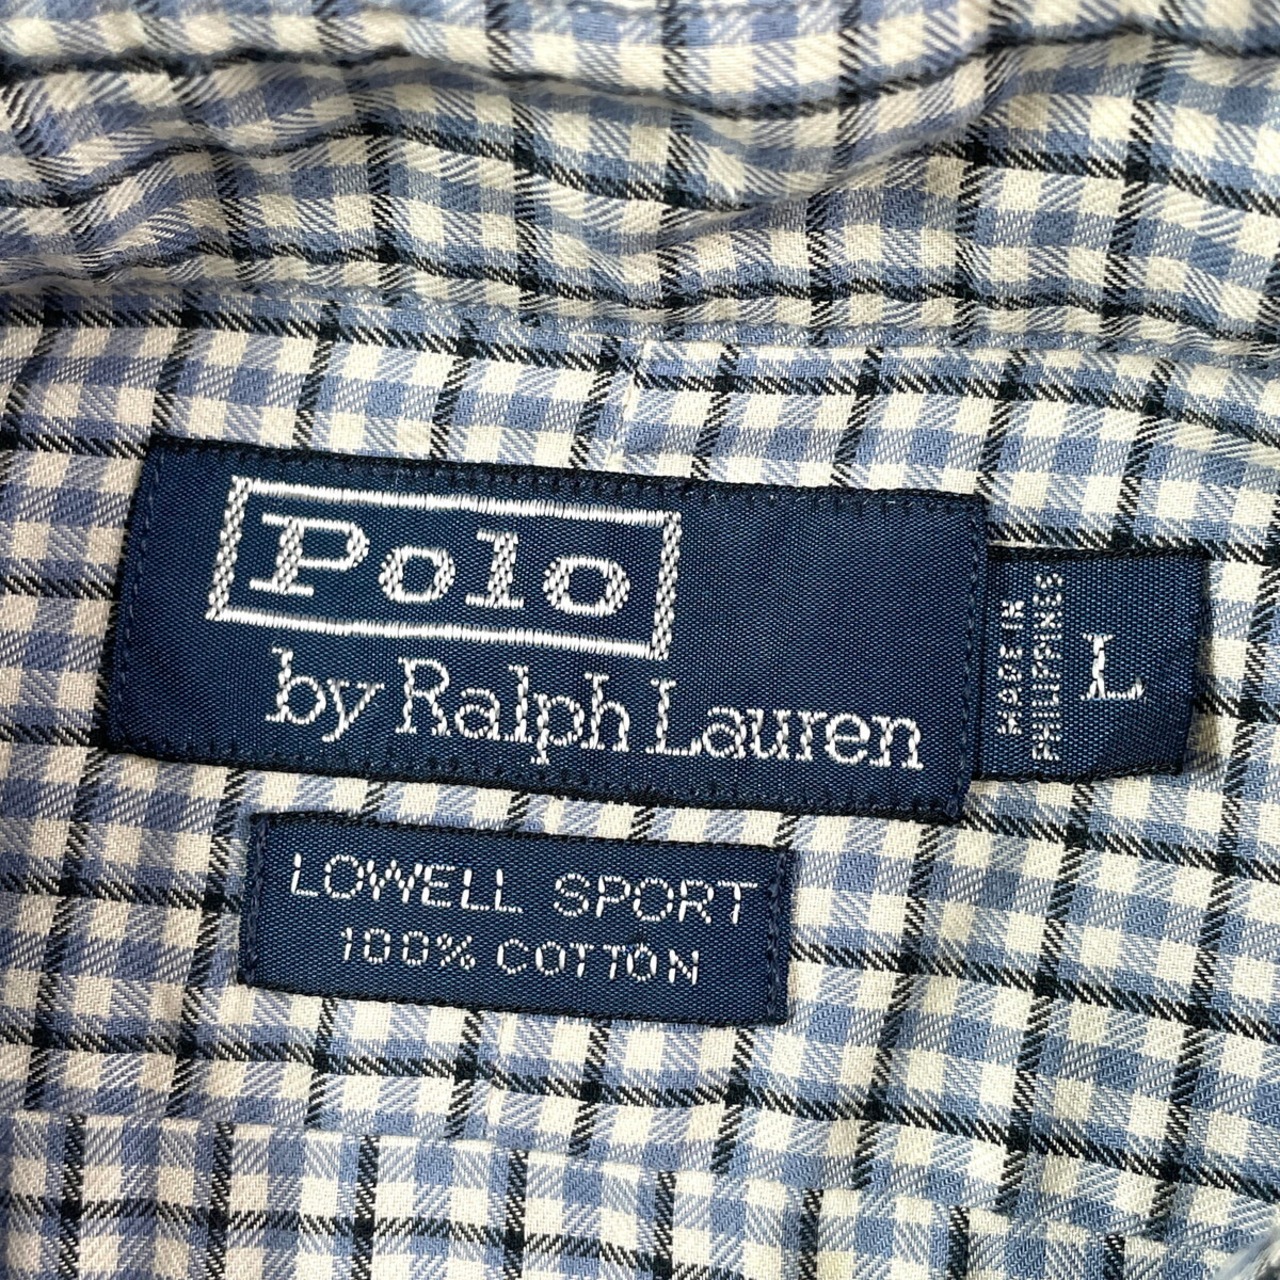 Polo
by Ralph Lauren
MADE IN
PHILIPPINES
L
LOWELL SPORT
100% COTTON